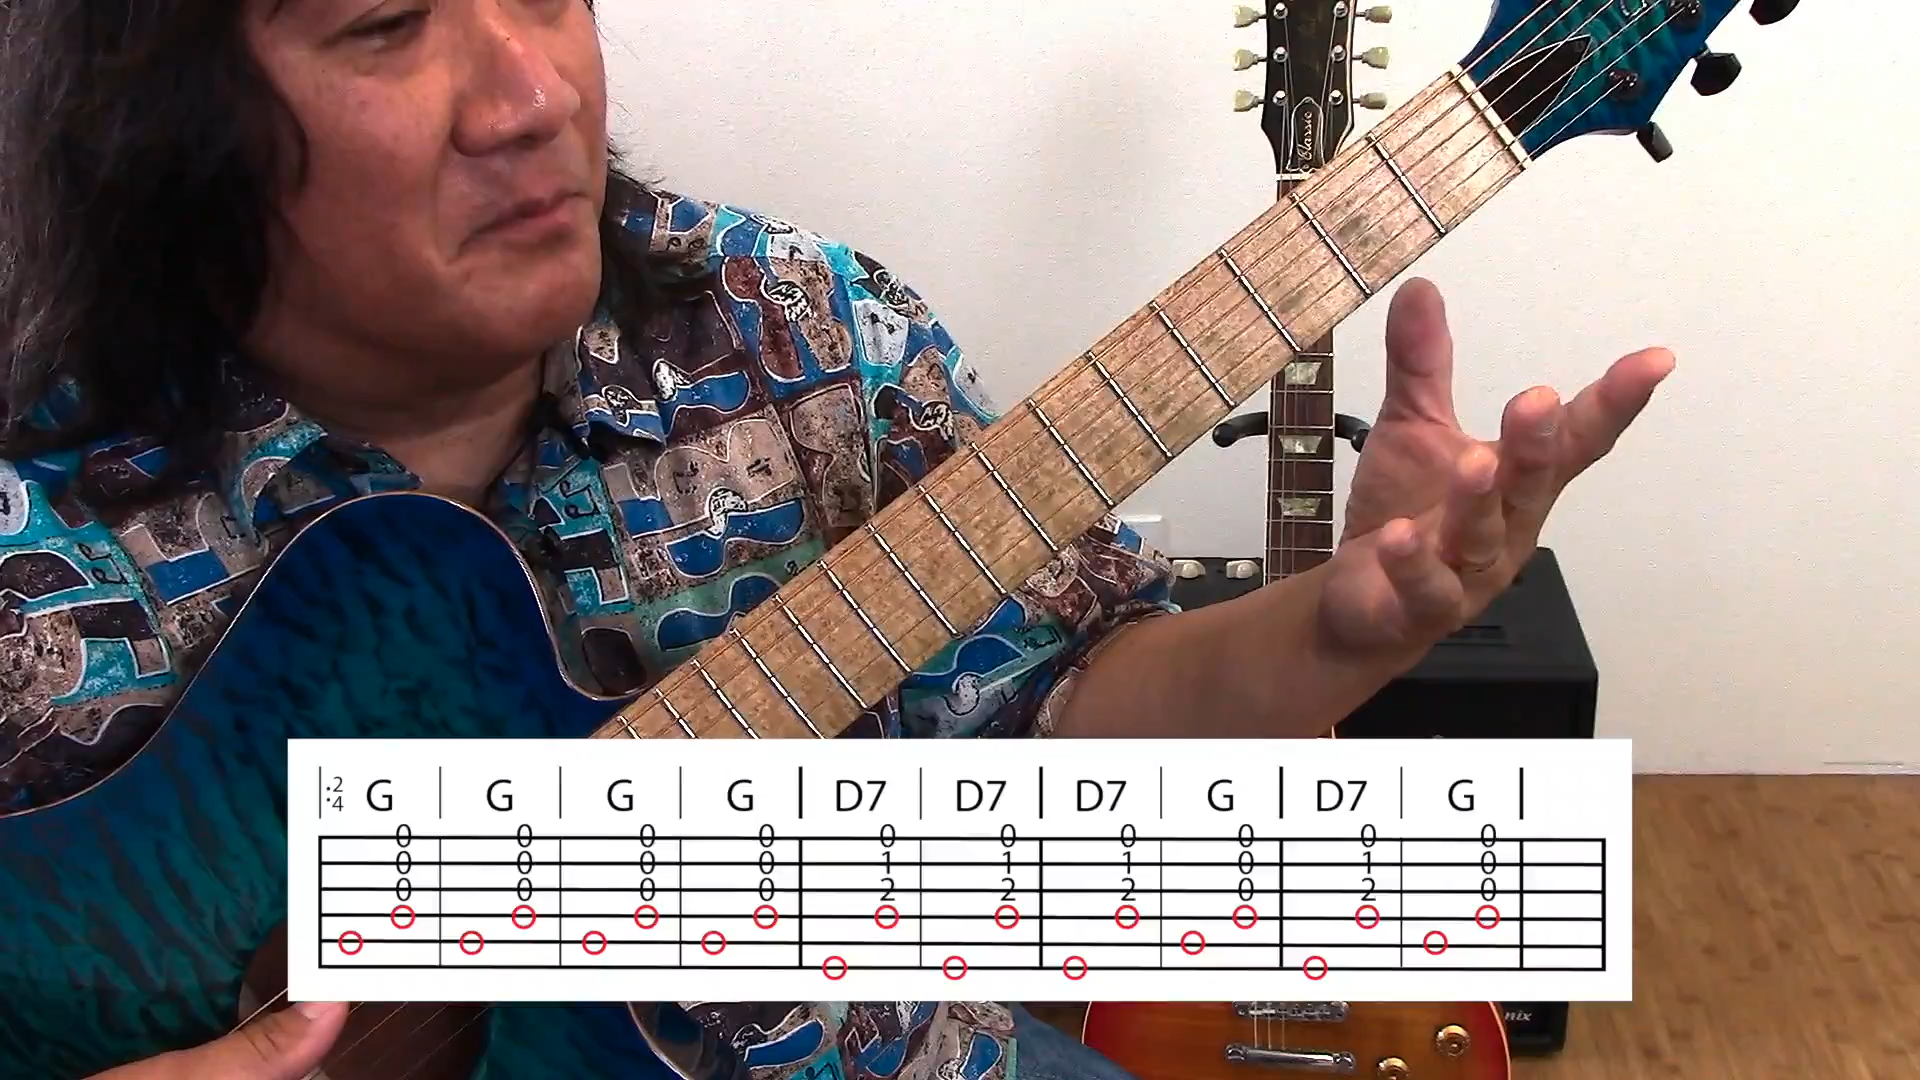 Classic
2
4
G G G G D7 D7 D7 G D7 G
0 0 0 0 0 0 0 0 0 0
0 0 0 0 1 1 1 0 1 0
0 0 0 0 2 2 2 0 2 0
nix